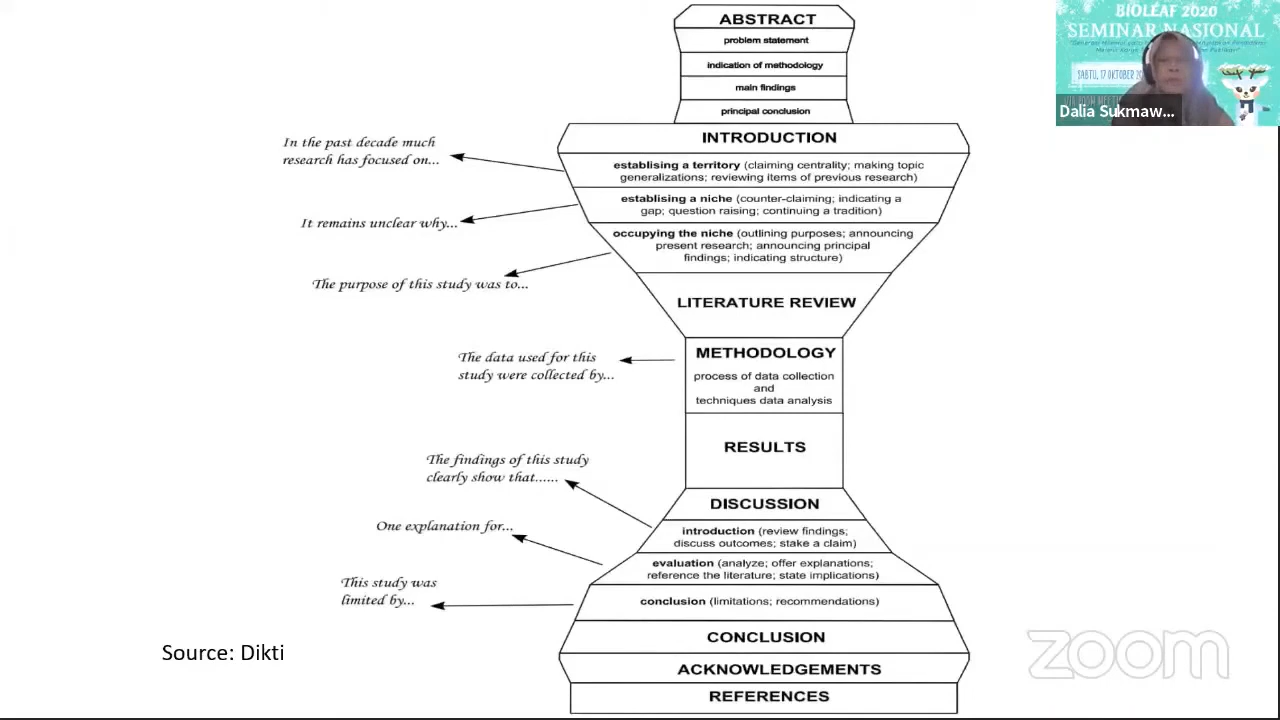 ABSTRACT
problem statement
indication of methodology
main findings
principal conclusion
INTRODUCTION
In the past decade much
research has focused on...
establising a territory (claiming centrality; making topic
generalizations; reviewing items of previous research)
establising a niche (counter-claiming; indicating a
gap; question raising; continuing a tradition)
It remains unclear why...
occupying the niche (outlining purposes; announcing
present research; announcing principal
findings; indicating structure)
The purpose of this study was to...
LITERATURE REVIEW
METHODOLOGY
process of data collection
and
techniques data analysis
The data used for this
study were collected by...
RESULTS
The findings of this study
clearly show that......
DISCUSSION
introduction (review findings;
discuss outcomes; stake a claim)
One explanation for...
evaluation (analyze; offer explanations;
reference the literature; state implications)
This study was
limited by...
conclusion (limitations; recommendations)
CONCLUSION
ACKNOWLEDGEMENTS
REFERENCES
Source: Dikti
BIOLEAF 2020
SEMINAR NASIONAL
SABTU, 17 OKTOBER
Dalia Sukmaw...
zoom